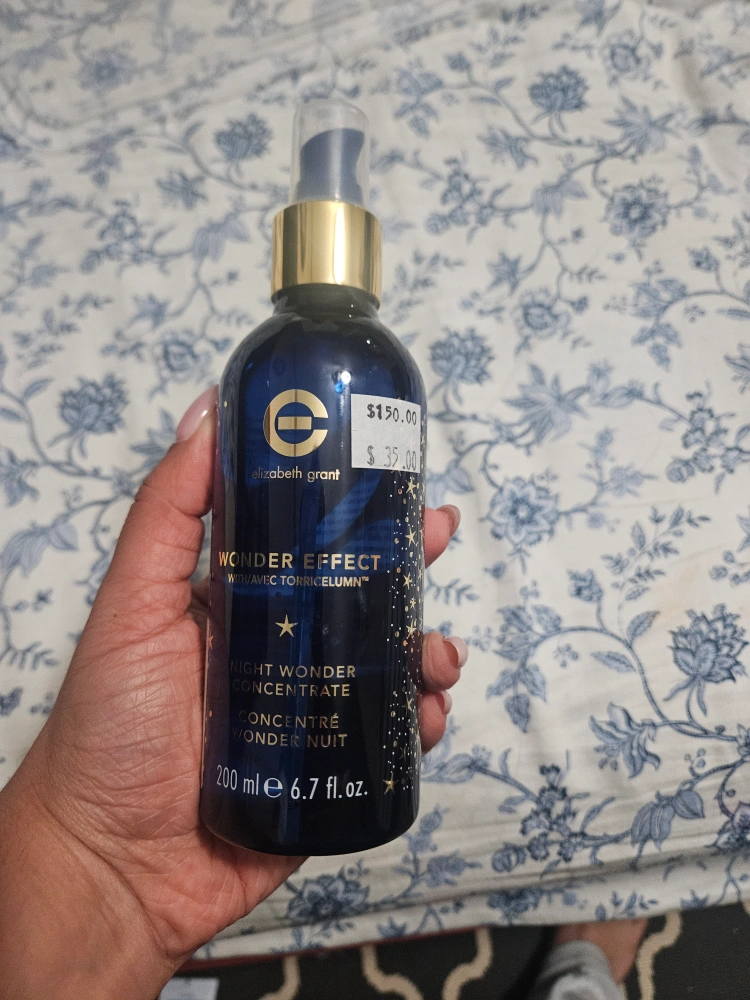 $150.00
$ 35.00
elizabeth grant
WONDER EFFECT
WITH/AVEC TORRICELUMN™
NIGHT WONDER
CONCENTRATE
CONCENTRÉ
WONDER NUIT
200 ml e 6.7 fl.oz.